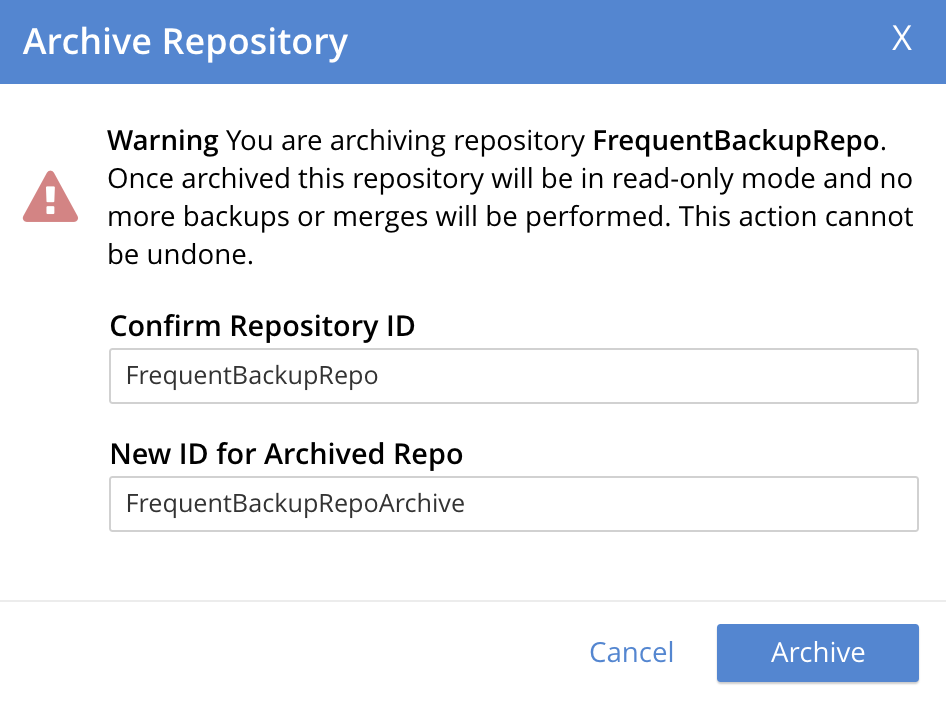 Archive Repository X
Warning You are archiving repository FrequentBackupRepo.
Once archived this repository will be in read-only mode and no
more backups or merges will be performed. This action cannot
be undone.
Confirm Repository ID
FrequentBackupRepo
New ID for Archived Repo
FrequentBackupRepoArchive
Cancel Archive